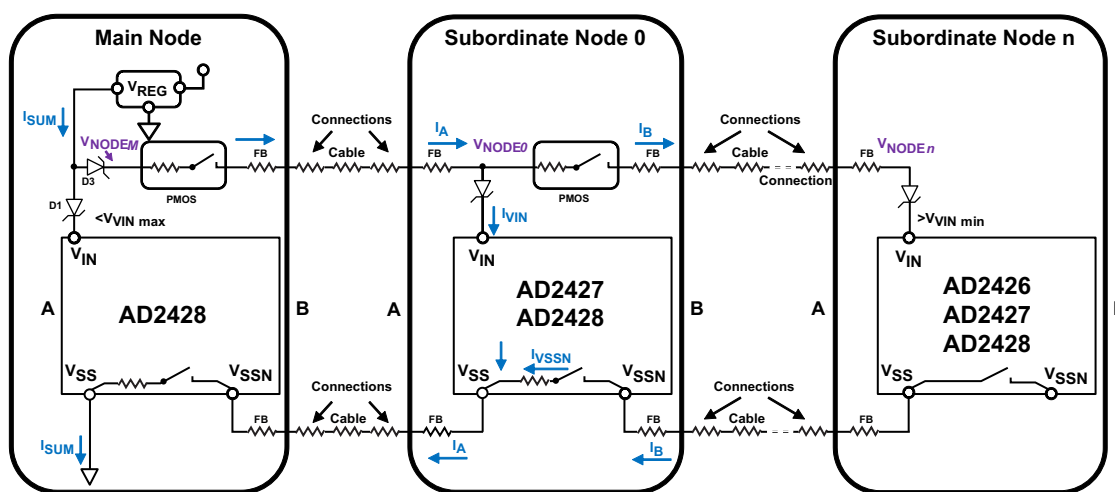 Main Node
Subordinate Node 0
Subordinate Node n
VREG
ISUM
VNODEM
D3
PMOS
FB
Connections
Cable
IA
FB
VNODE0
IB
FB
PMOS
Connections
Cable
Connection
FB
VNODEn
D1
<VVIN max
IVIN
>VVIN min
VIN
VIN
VIN
A
AD2428
B
A
AD2427
AD2428
B
A
AD2426
AD2427
AD2428
VSS
VSSN
VSS
IVSSN
VSSN
VSS
VSSN
Connections
Connections
FB
Cable
FB
FB
Cable
FB
ISUM
IA
IB